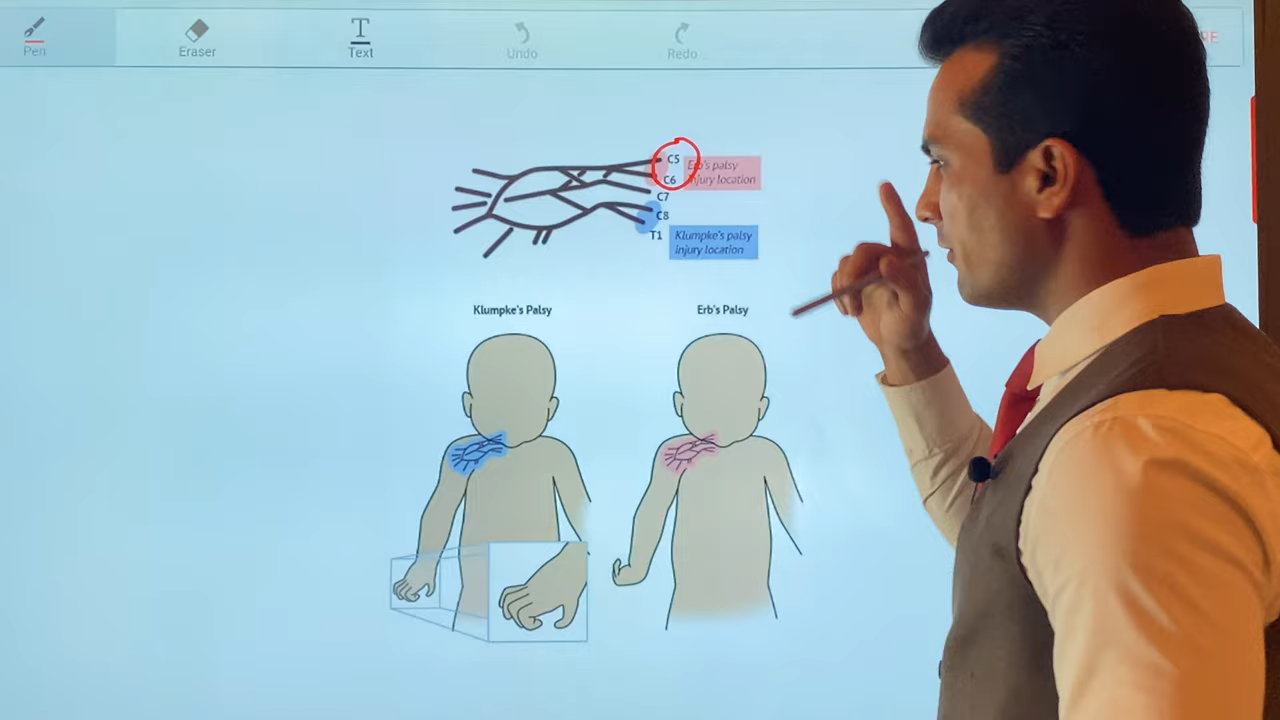 Pen
Eraser
Text
Undo
Redo
C5
Erb's palsy
C6
injury location
C7
C8
T1
Klumpke's palsy
injury location
Klumpke's Palsy
Erb's Palsy